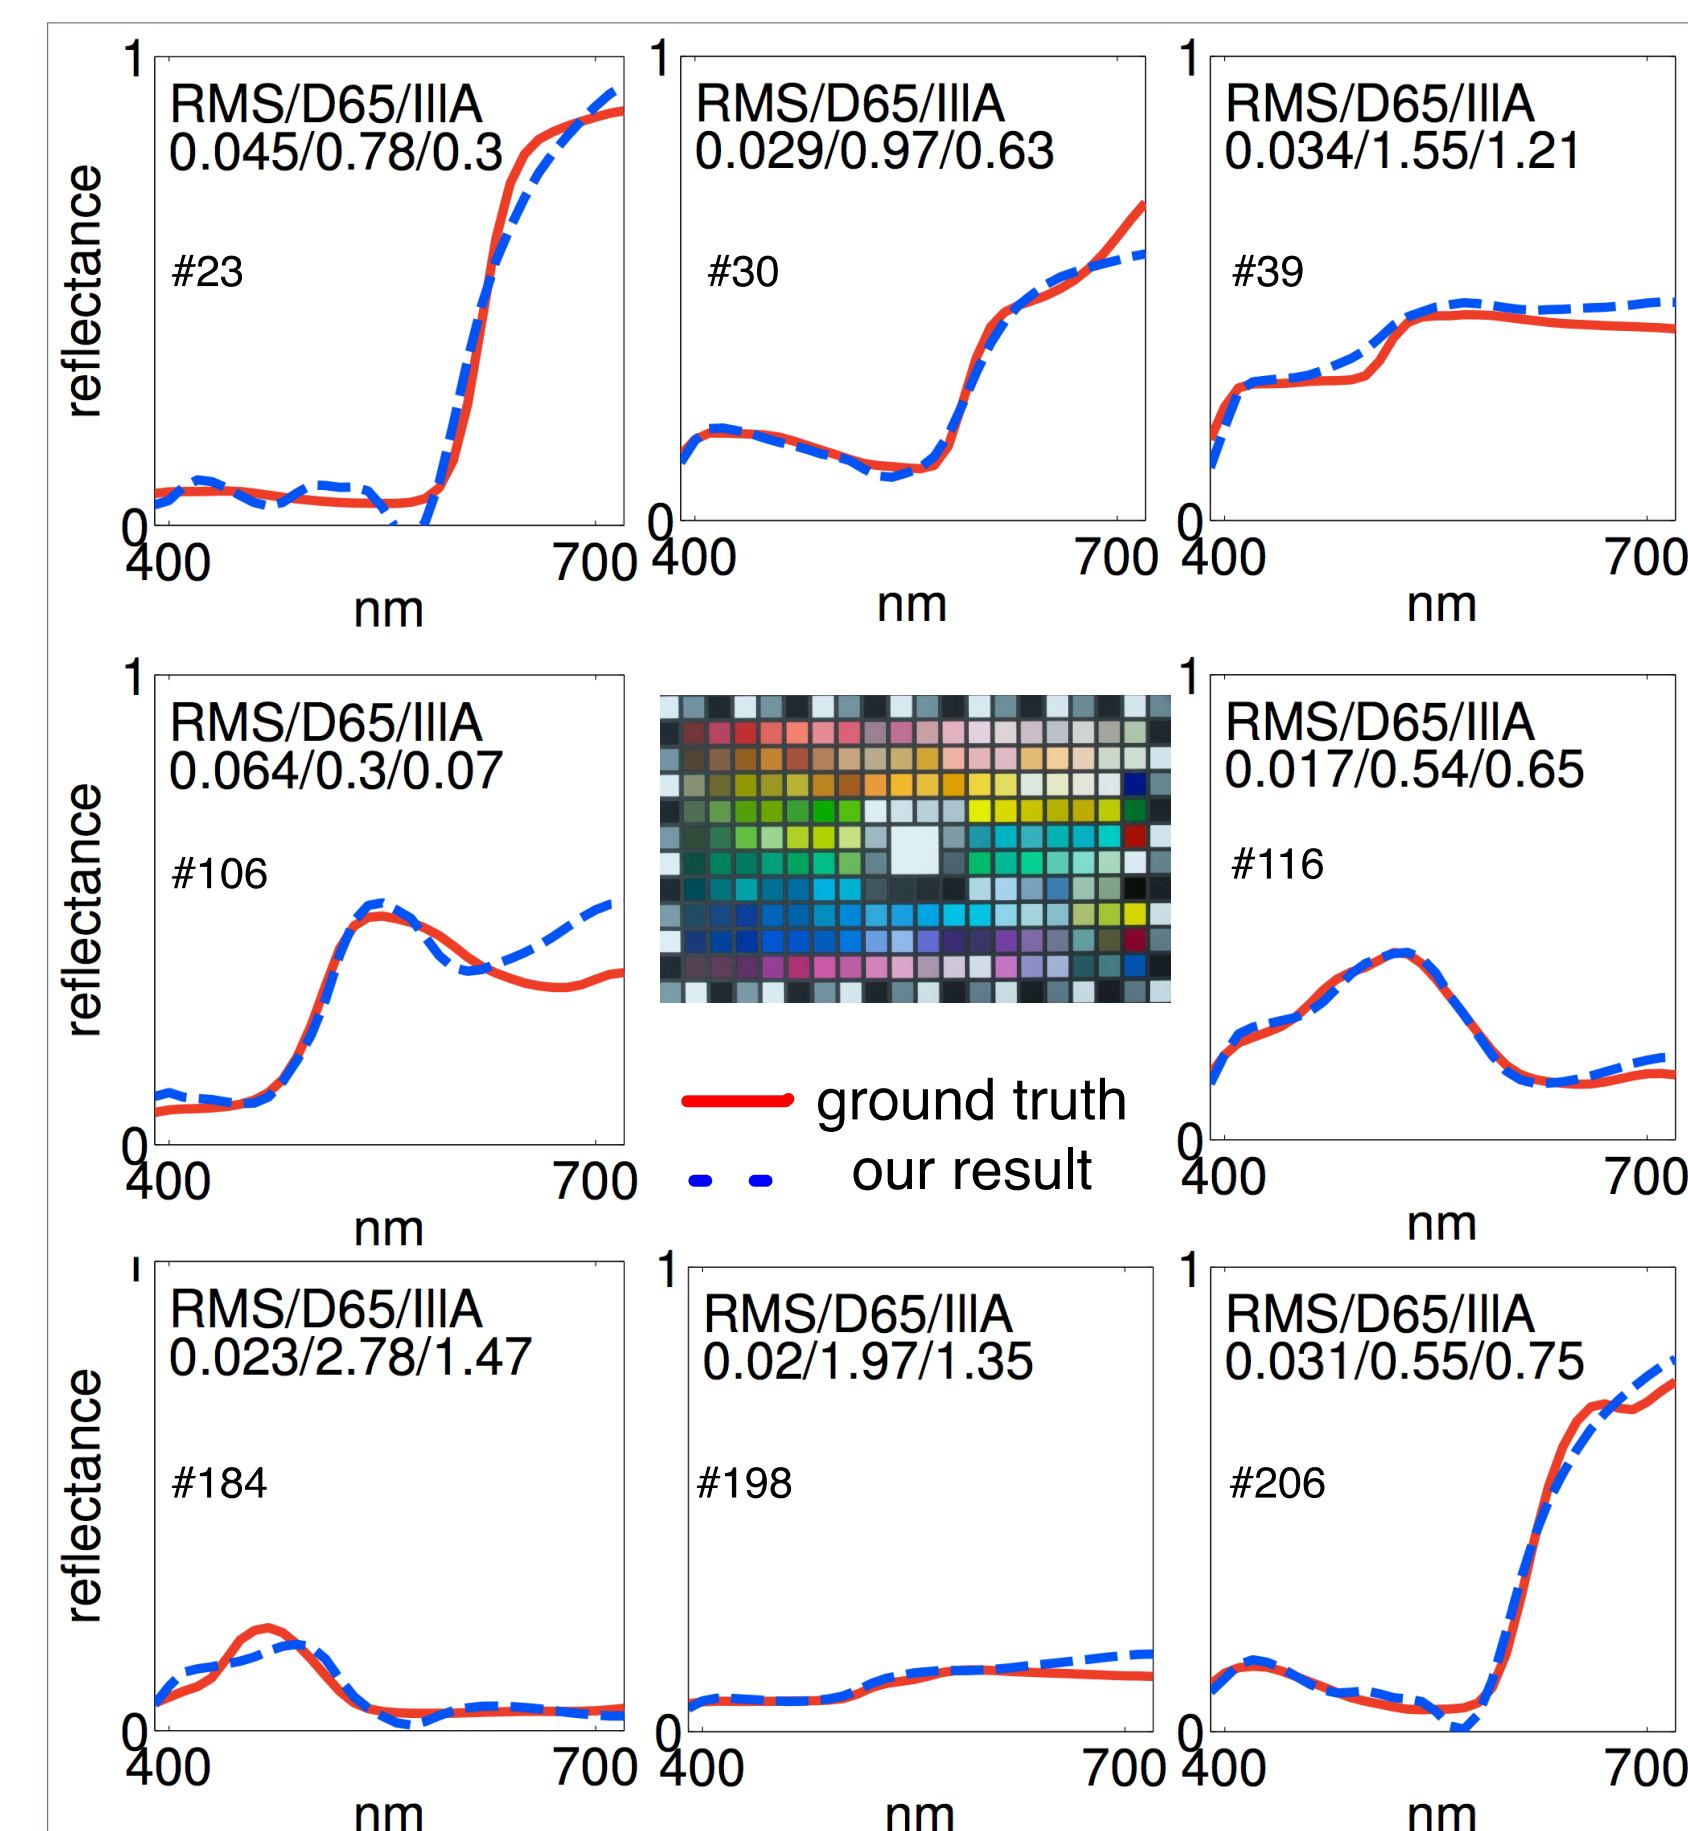 1
RMS/D65/IIIA
0.045/0.78/0.3
#23
reflectance
0
400
700
nm
1
RMS/D65/IIIA
0.029/0.97/0.63
#30
0
400
700
nm
1
RMS/D65/IIIA
0.034/1.55/1.21
#39
0
400
700
nm
1
RMS/D65/IIIA
0.064/0.3/0.07
#106
reflectance
0
400
700
nm
ground truth
our result
1
RMS/D65/IIIA
0.017/0.54/0.65
#116
0
400
700
nm
1
RMS/D65/IIIA
0.023/2.78/1.47
#184
reflectance
0
400
700
nm
1
RMS/D65/IIIA
0.02/1.97/1.35
#198
0
400
700
nm
1
RMS/D65/IIIA
0.031/0.55/0.75
#206
0
400
700
nm